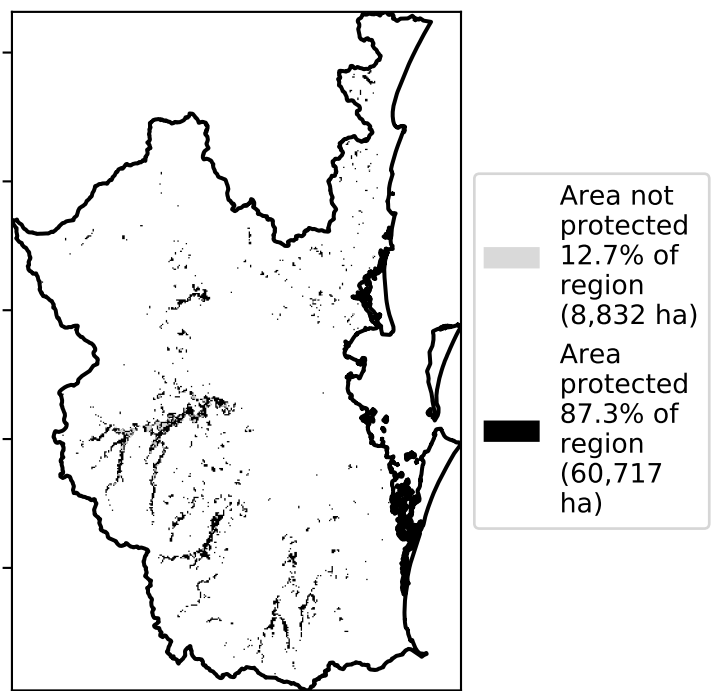 Area not
protected
12.7% of
region
(8,832 ha)
Area
protected
87.3% of
region
(60,717
ha)